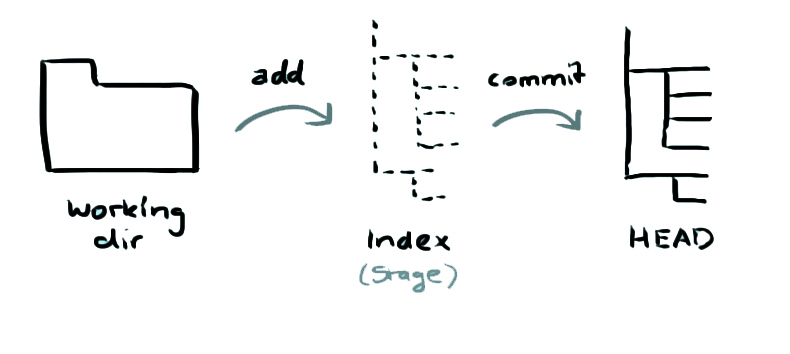 add
commit
working
dir
Index
(Stage)
HEAD